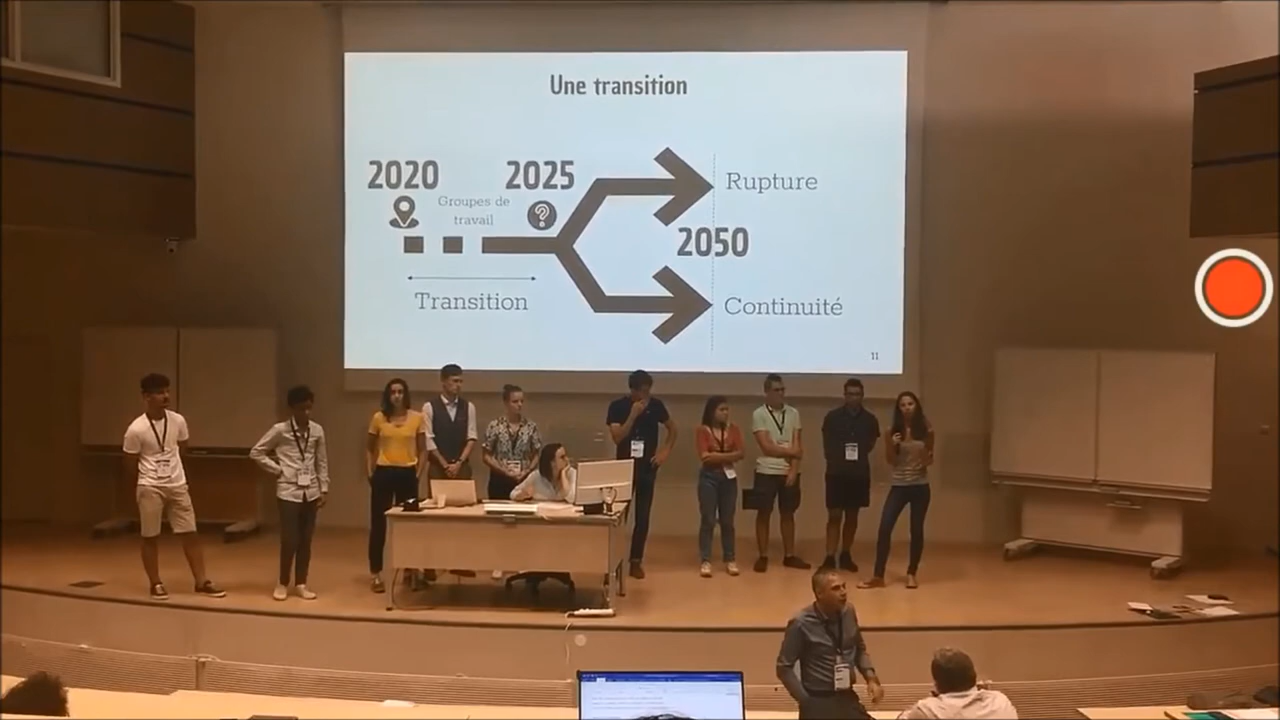 Une transition
2020
2025
Groupes de
travail
Rupture
2050
Transition
Continuité
11